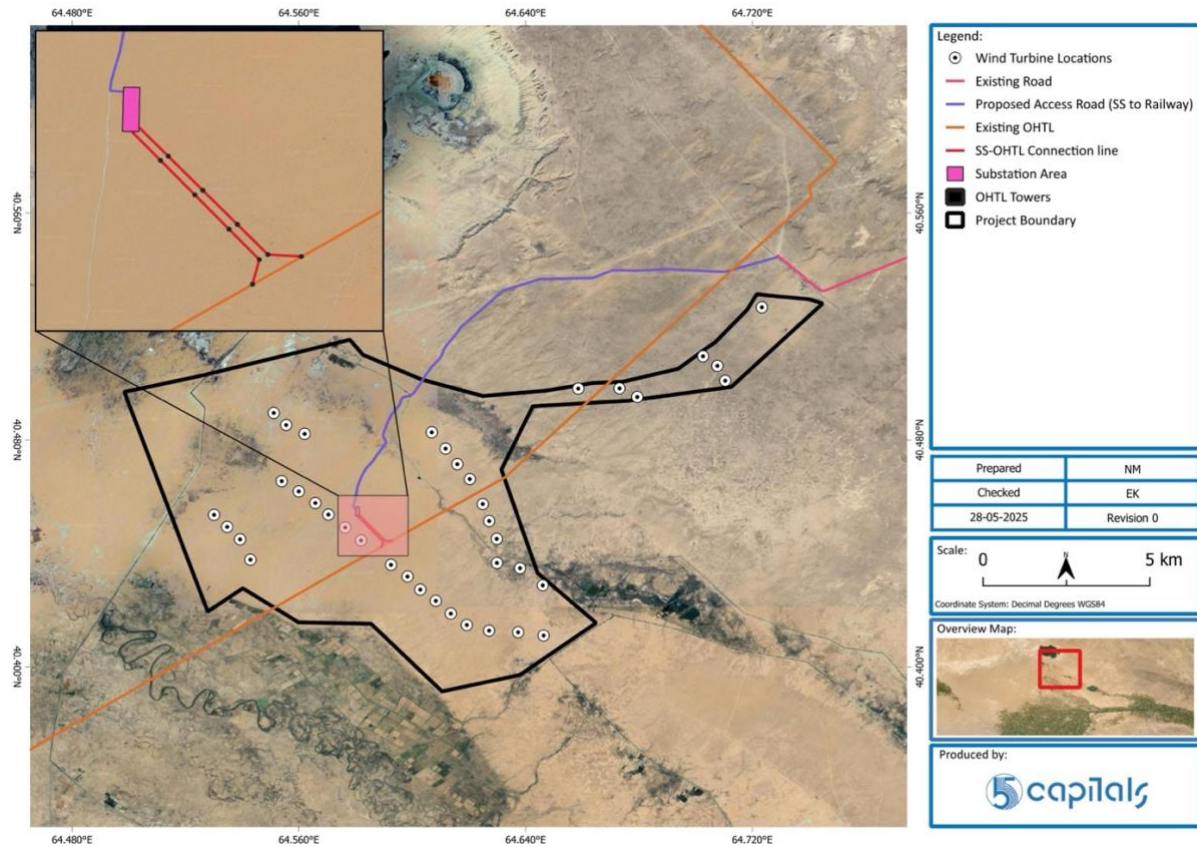 64.480°E 64.560°E 64.640°E 64.720°E
40.560°N 40.560°N
40.480°N 40.480°N
40.400°N 40.400°N
64.480°E 64.560°E 64.640°E 64.720°E
Legend:
Wind Turbine Locations
Existing Road
Proposed Access Road (SS to Railway)
Existing OHTL
SS-OHTL Connection line
Substation Area
OHTL Towers
Project Boundary
Prepared NM
Checked EK
28-05-2025 Revision 0
Scale:
0 N 5 km
Coordinate System: Decimal Degrees WGS84
Overview Map:
Produced by:
5 capitals